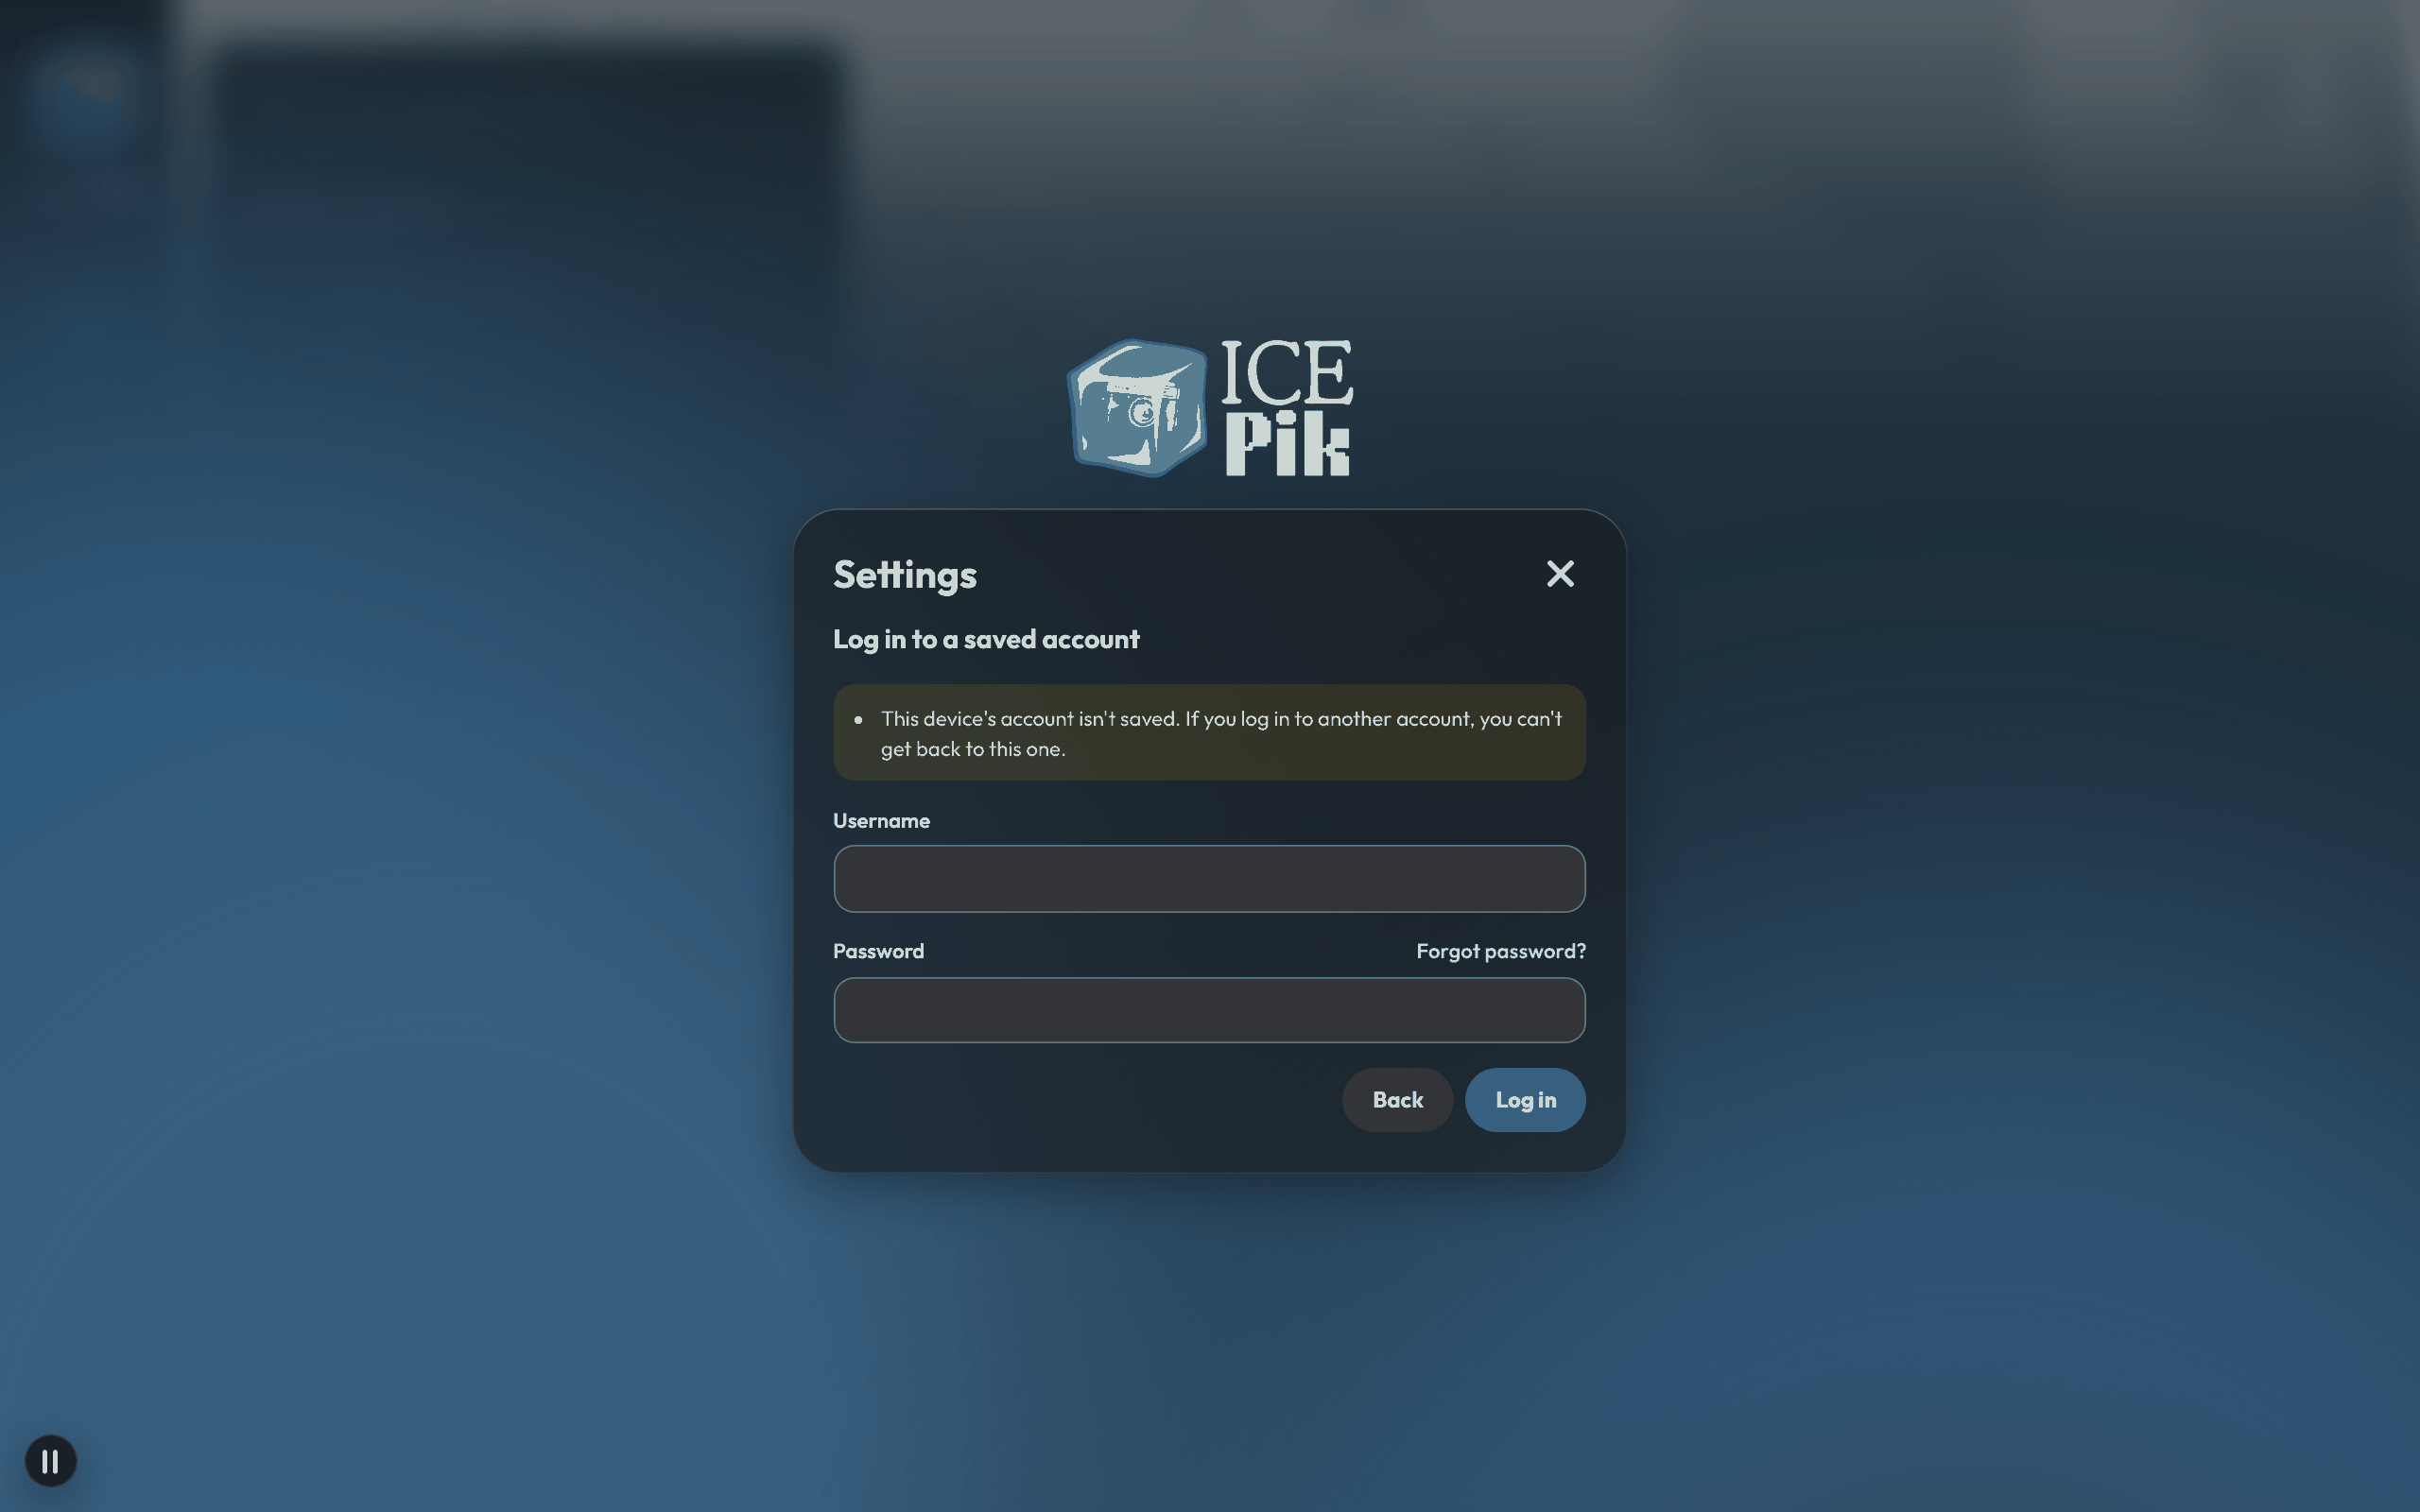 ICE
Pik
Settings
Log in to a saved account
• This device's account isn't saved. If you log in to another account, you can't
get back to this one.
Username
Password
Forgot password?
Back
Log in